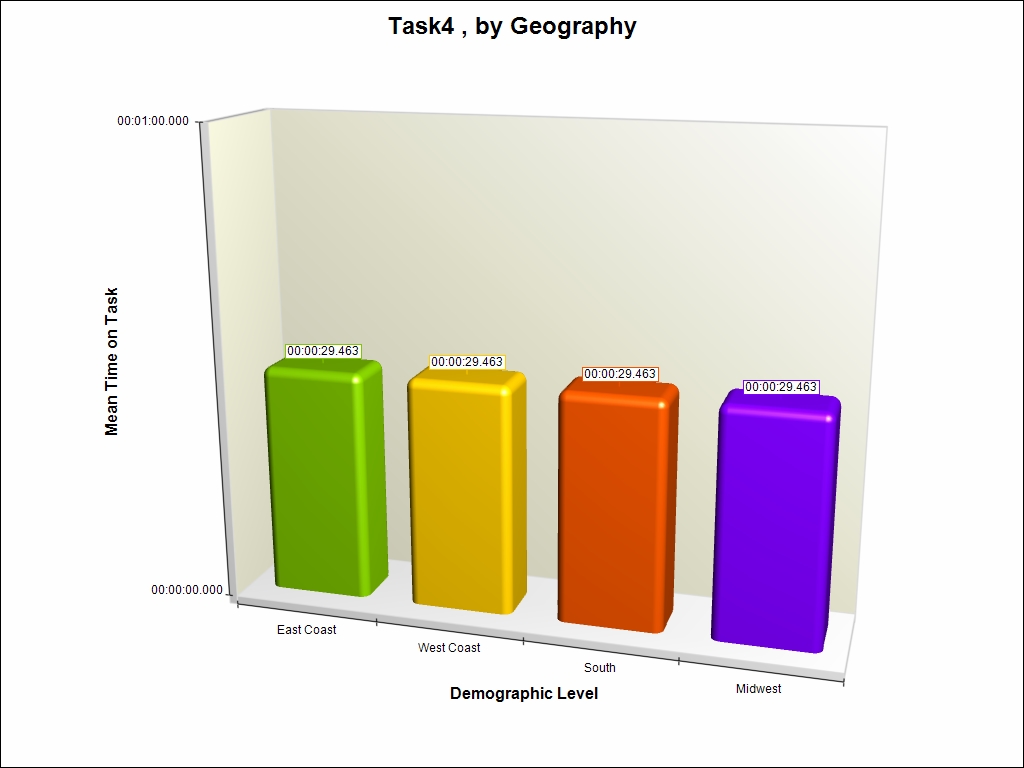 Task4 , by Geography
00:01:00.000
Mean Time on Task
00:00:29.463
00:00:29.463
00:00:29.463
00:00:29.463
00:00:00.000
East Coast
West Coast
South
Midwest
Demographic Level